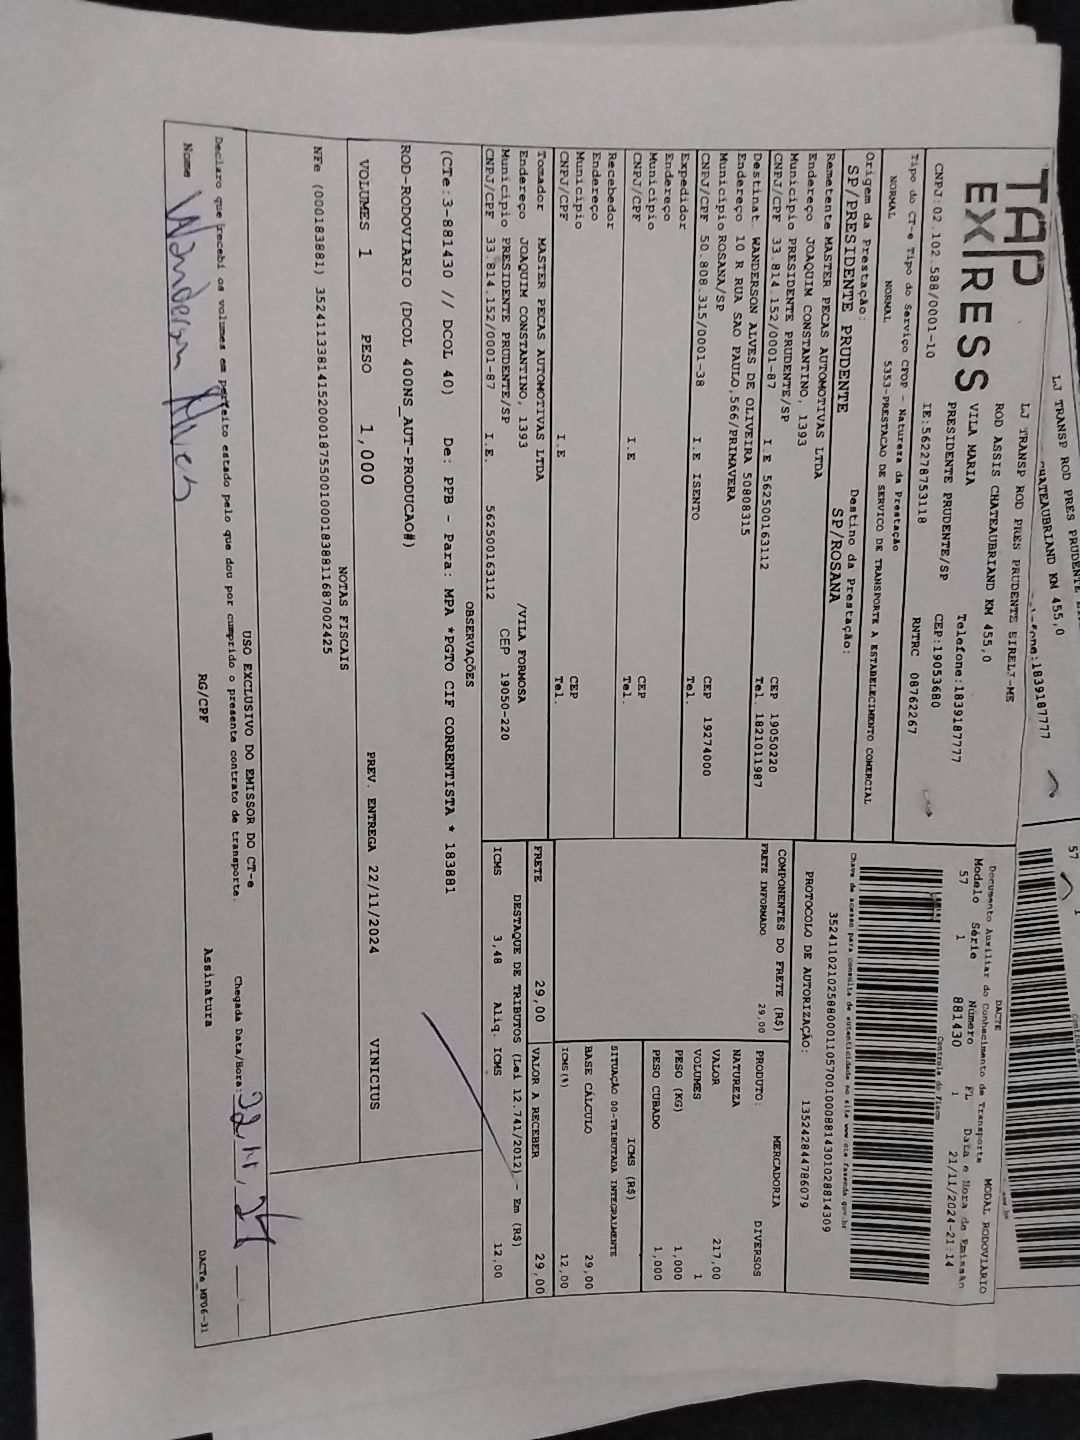 LJ TRANSP ROD PRES PRUDENTE
CHATEAUBRIAND KM 455,0
fone:1839187777
57
TAP
EXPRESS
LJ TRANSP ROD PRES PRUDENTE EIRELI-ME
ROD ASSIS CHATEAUBRIAND KM 455,0
VILA MARIA Telefone:1839187777
PRESIDENTE PRUDENTE/SP CEP:19053680
CNPJ:02.102.588/0001-10 IE:562278753118 RNTRC 08762267
Tipo do CT-e Tipo do Serviço CFOP - Natureza da Prestação
NORMAL NORMAL 5353-PRESTACAO DE SERVICO DE TRANSPORTE A ESTABELECIMENTO COMERCIAL
Origem da Prestação: Destino da Prestação:
SP/PRESIDENTE PRUDENTE SP/ROSANA
Remetente MASTER PECAS AUTOMOTIVAS LTDA
Endereço JOAQUIM CONSTANTINO, 1393
Município PRESIDENTE PRUDENTE/SP CEP 19050220
CNPJ/CPF 33.814.152/0001-87 I.E 562500163112 Tel. 1821011987
Destinat. WANDERSON ALVES DE OLIVEIRA 50808315
Endereço 10 R RUA SAO PAULO,566/PRIMAVERA
Município ROSANA/SP CEP 19274000
CNPJ/CPF 50.808.315/0001-38 I.E ISENTO Tel.
Expedidor
Endereço
Município CEP
CNPJ/CPF I.E Tel.
Recebedor
Endereço
Município CEP
CNPJ/CPF I.E Tel.
Tomador MASTER PECAS AUTOMOTIVAS LTDA
Endereço JOAQUIM CONSTANTINO, 1393 /VILA FORMOSA
Município PRESIDENTE PRUDENTE/SP CEP 19050-220
CNPJ/CPF 33.814.152/0001-87 I.E. 562500163112
DACTE
Documento Auxiliar do Conhecimento de Transporte MODAL RODOVIARIO
Modelo Série Número FL Data e Hora de Emissão
57 1 881430 1 21/11/2024-21:14
Controle do Fisco
Chave de acesso para consulta de autenticidade no site www.cte.fazenda.gov.br
35241102102588000110570010008814301028814309
PROTOCOLO DE AUTORIZAÇÃO: 135242844786079
COMPONENTES DO FRETE (R$)
FRETE INFORMADO 29,00
MERCADORIA
PRODUTO: DIVERSOS
NATUREZA
VALOR 217,00
VOLUMES 1
PESO (KG) 1,000
PESO CUBADO 1,000
ICMS (R$)
SITUAÇÃO 00-TRIBUTADA INTEGRALMENTE
BASE CÁLCULO 29,00
ICMS(%) 12,00
FRETE 29,00 VALOR A RECEBER 29,00
DESTAQUE DE TRIBUTOS (Lei 12.741/2012) - Em (R$)
ICMS 3,48 Aliq. ICMS 12,00
OBSERVAÇÕES
(CTe:3-881430 // DCOL 40) De: PPB - Para: MPA *PGTO CIF CORRENTISTA * 183881
ROD-RODOVIARIO (DCOL 400NS_AUT-PRODUCAO#)
VOLUMES 1 PESO 1,000 PREV. ENTREGA 22/11/2024 VINICIUS
NOTAS FISCAIS
NFe (000183881) 35241133814152000187550010001838811687002425
USO EXCLUSIVO DO EMISSOR DO CT-e
Declaro que recebi os volumes em perfeito estado pelo que dou por cumprido o presente contrato de transporte. Chegada Data/Hora:
Nome Wanderson Alves RG/CPF Assinatura
DACTe_MF06-31